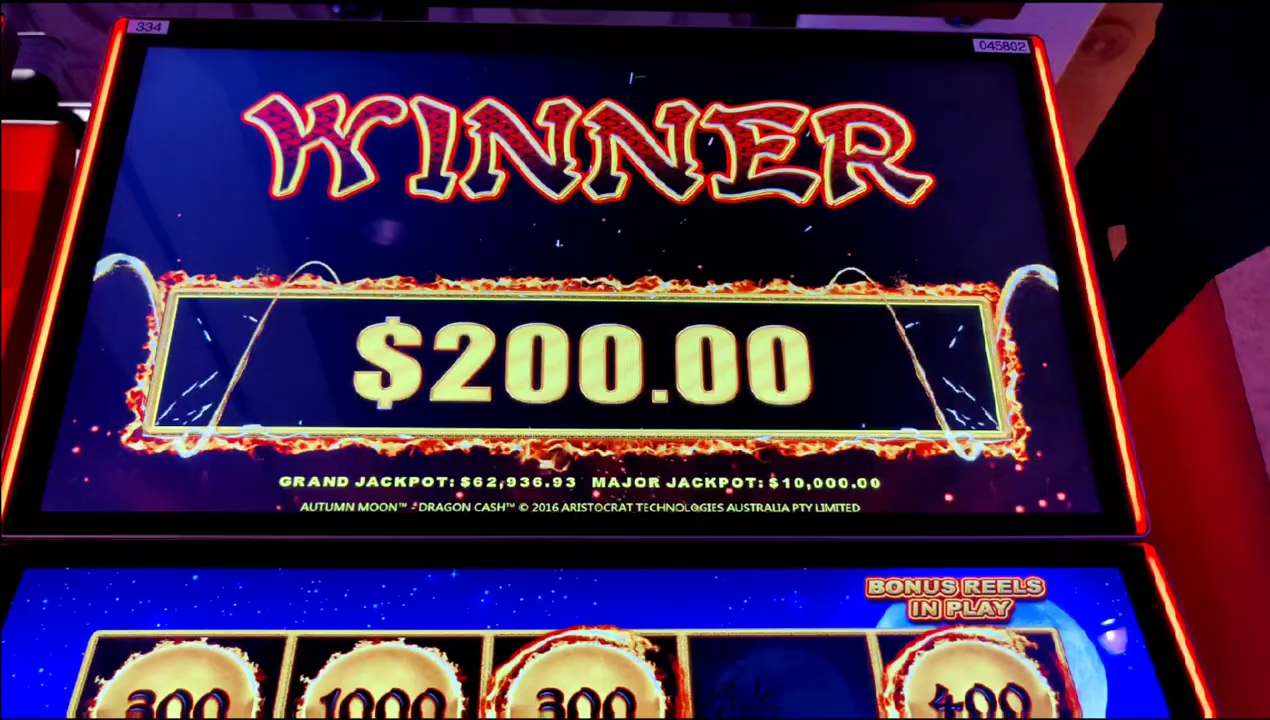 334
045802
WINNER
$200.00
GRAND JACKPOT: $62,936.93 MAJOR JACKPOT: $10,000.00
AUTUMN MOON™ - DRAGON CASH™ © 2016 ARISTOCRAT TECHNOLOGIES AUSTRALIA PTY LIMITED
BONUS REELS
IN PLAY
300 1000 300 400